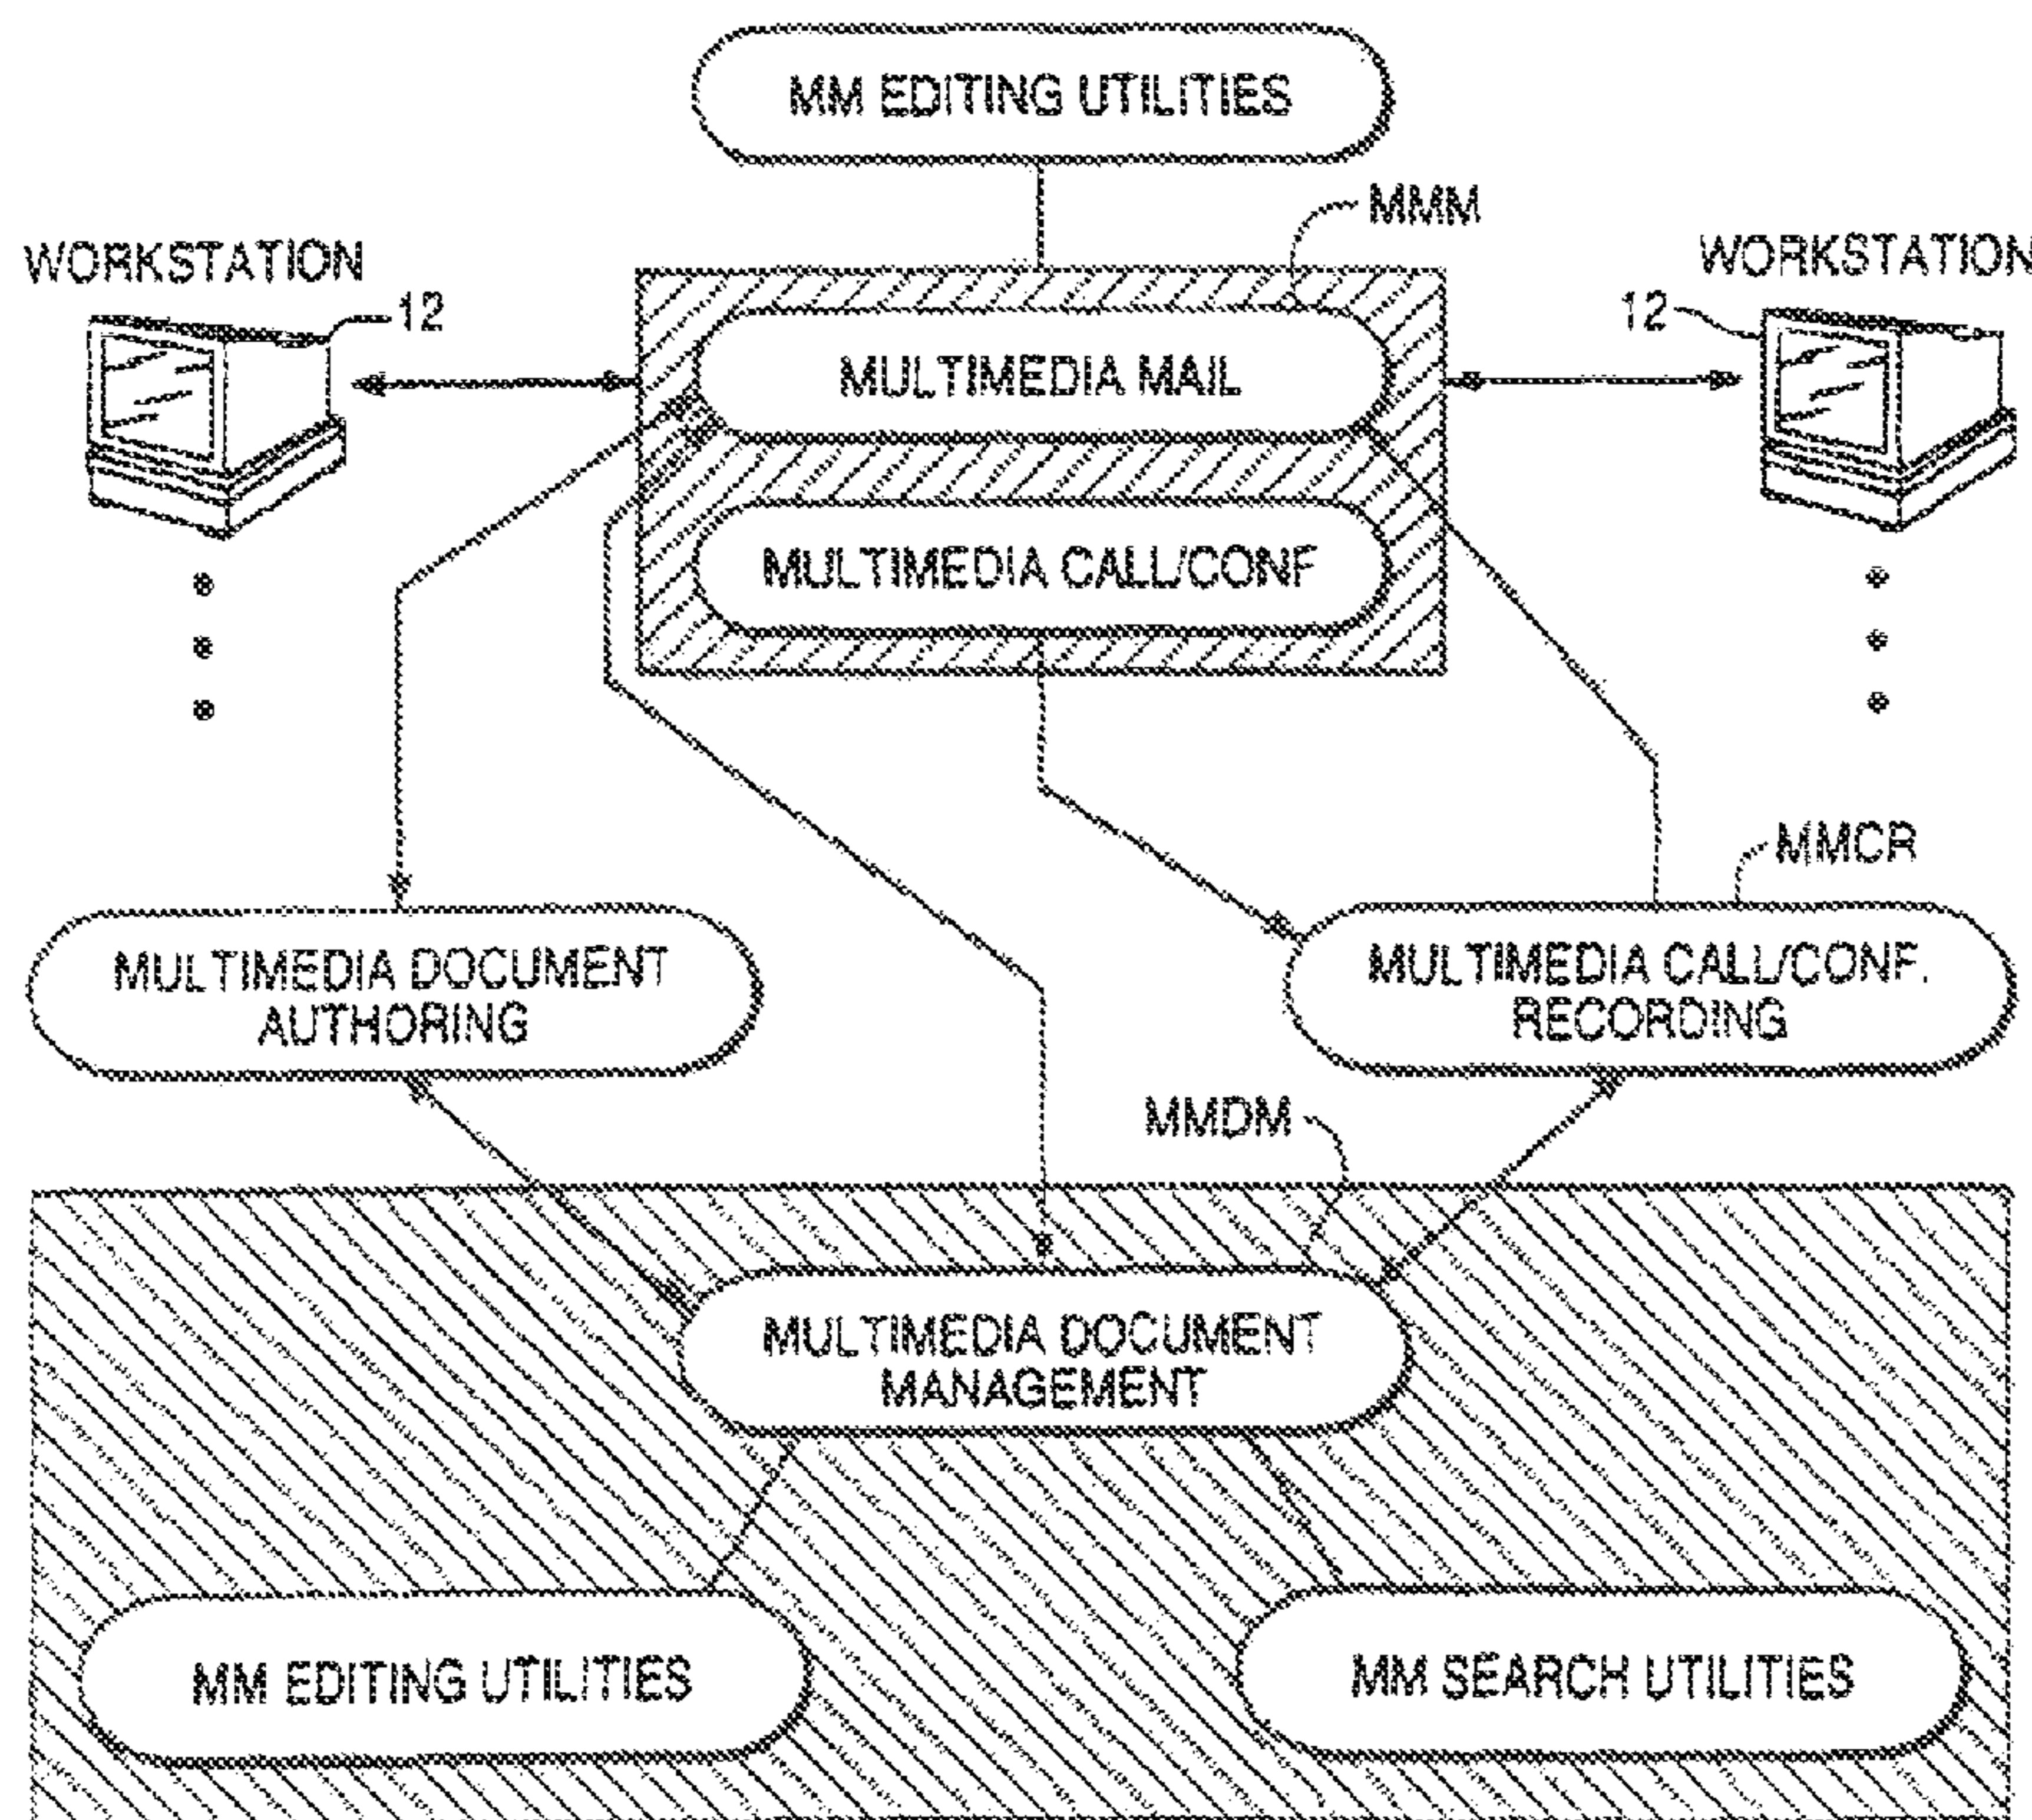 MM EDITING UTILITIES
MMM
WORKSTATION
WORKSTATION
12
12
MULTIMEDIA MAIL
MULTIMEDIA CALL/CONF
MMCR
MULTIMEDIA DOCUMENT
AUTHORING
MULTIMEDIA CALL/CONF.
RECORDING
MMDM
MULTIMEDIA DOCUMENT
MANAGEMENT
MM EDITING UTILITIES
MM SEARCH UTILITIES